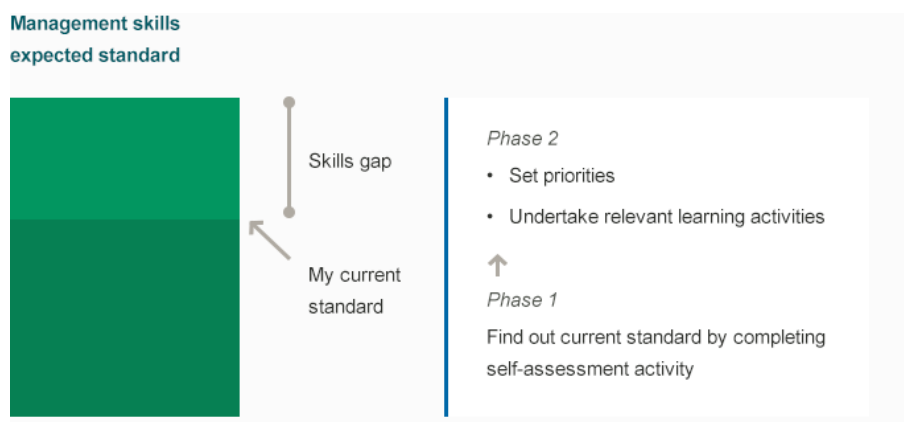 Management skills
expected standard
Skills gap
My current
standard
Phase 2
• Set priorities
• Undertake relevant learning activities
Phase 1
Find out current standard by completing
self-assessment activity